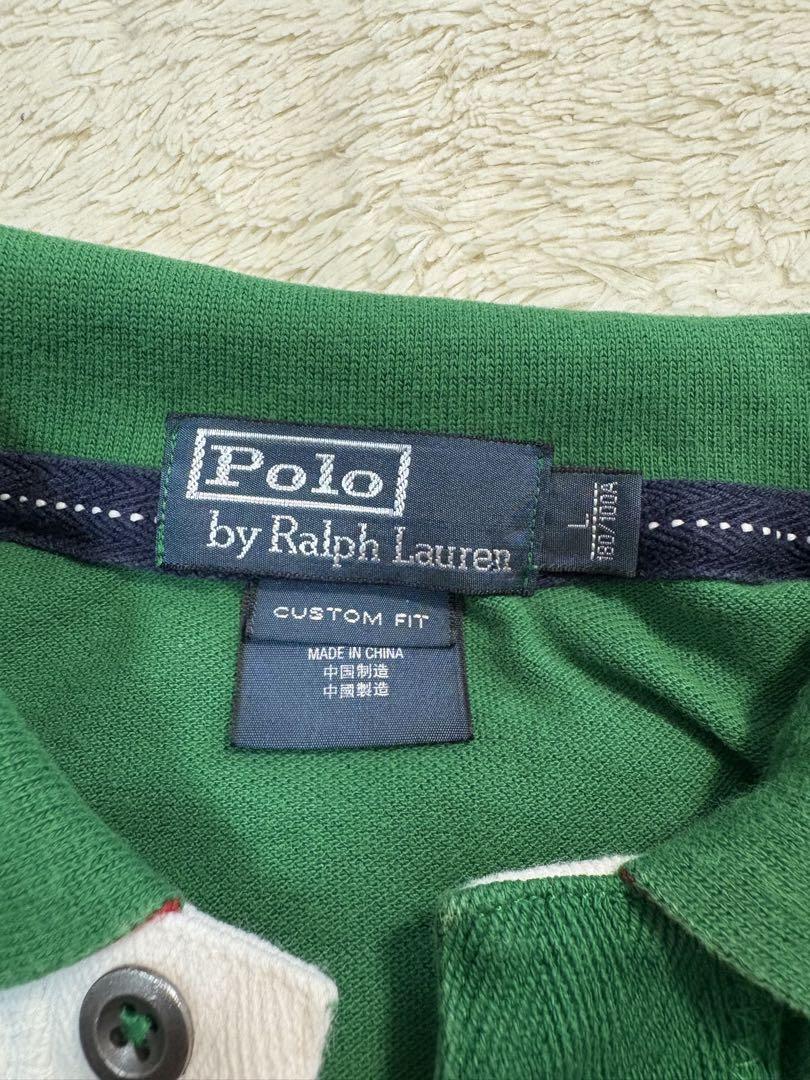 Polo
by Ralph Lauren
L
180/100A
CUSTOM FIT
MADE IN CHINA
中国制造
中國製造